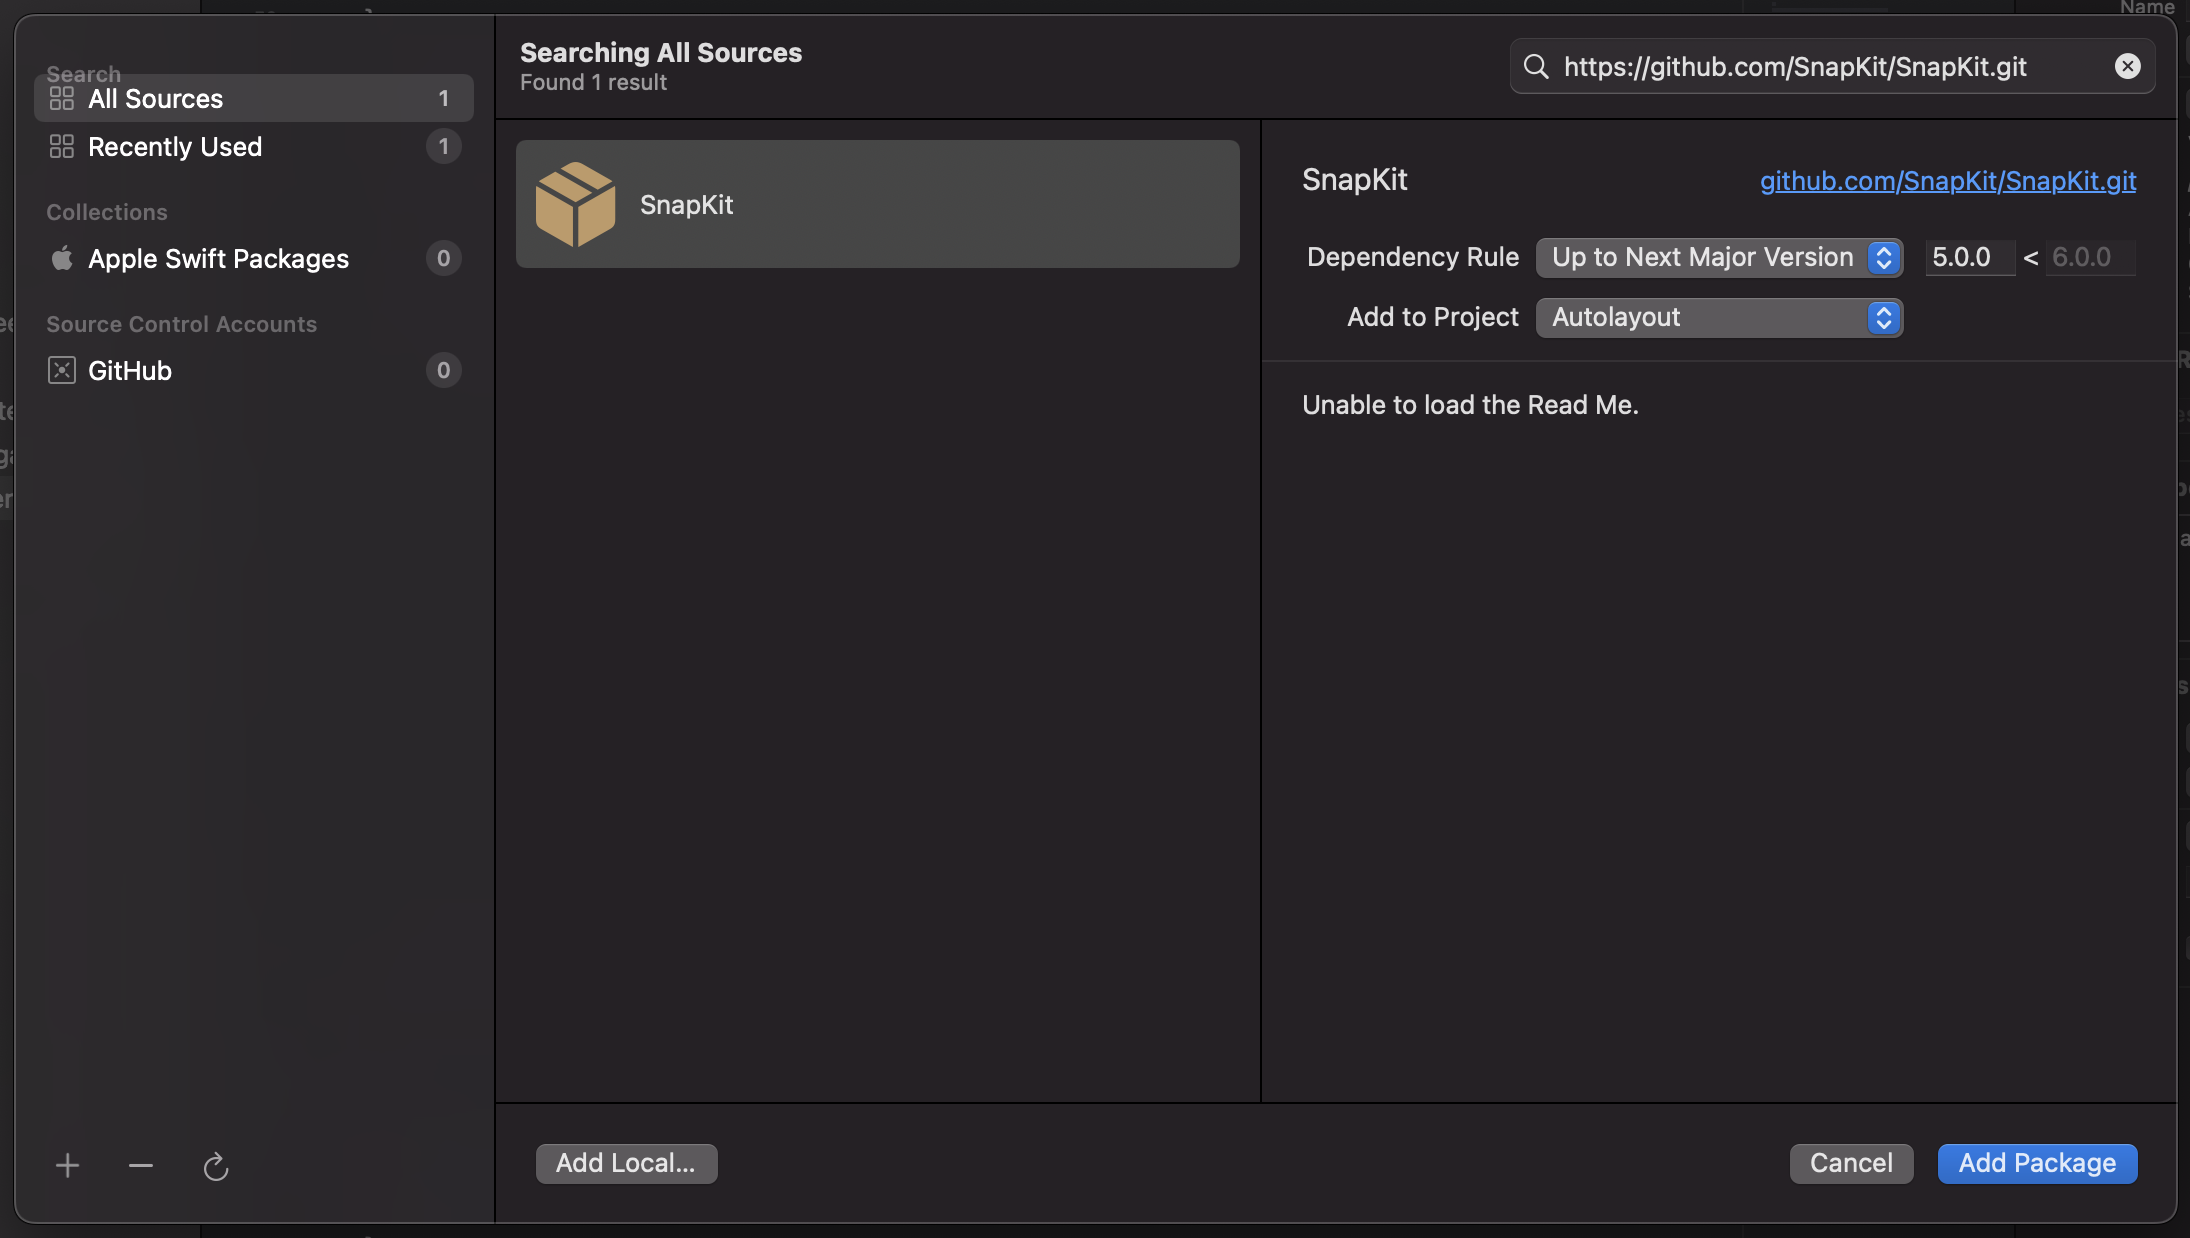 Name
Search
All Sources 1
Recently Used 1
Collections
Apple Swift Packages 0
Source Control Accounts
GitHub 0
Searching All Sources
Found 1 result
https://github.com/SnapKit/SnapKit.git
SnapKit
SnapKit
github.com/SnapKit/SnapKit.git
Dependency Rule Up to Next Major Version 5.0.0 < 6.0.0
Add to Project Autolayout
Unable to load the Read Me.
Add Local...
Cancel
Add Package